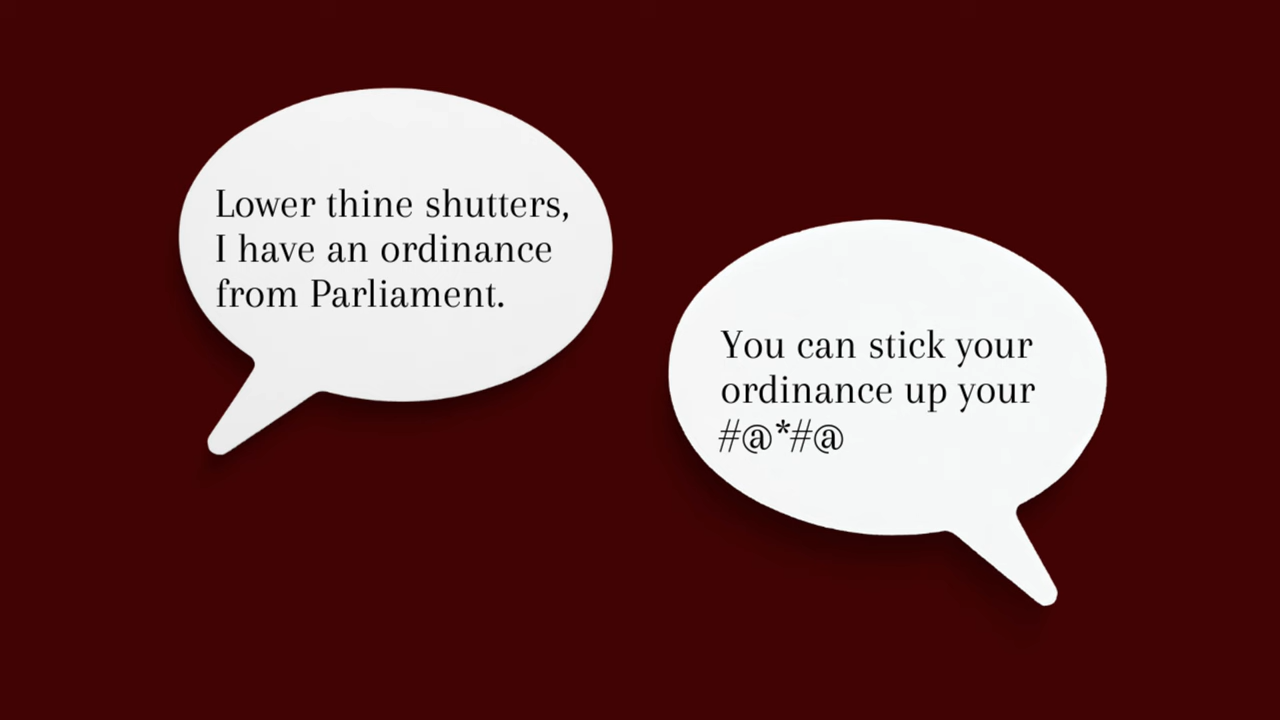 Lower thine shutters,
I have an ordinance
from Parliament.
You can stick your
ordinance up your
#@*#@